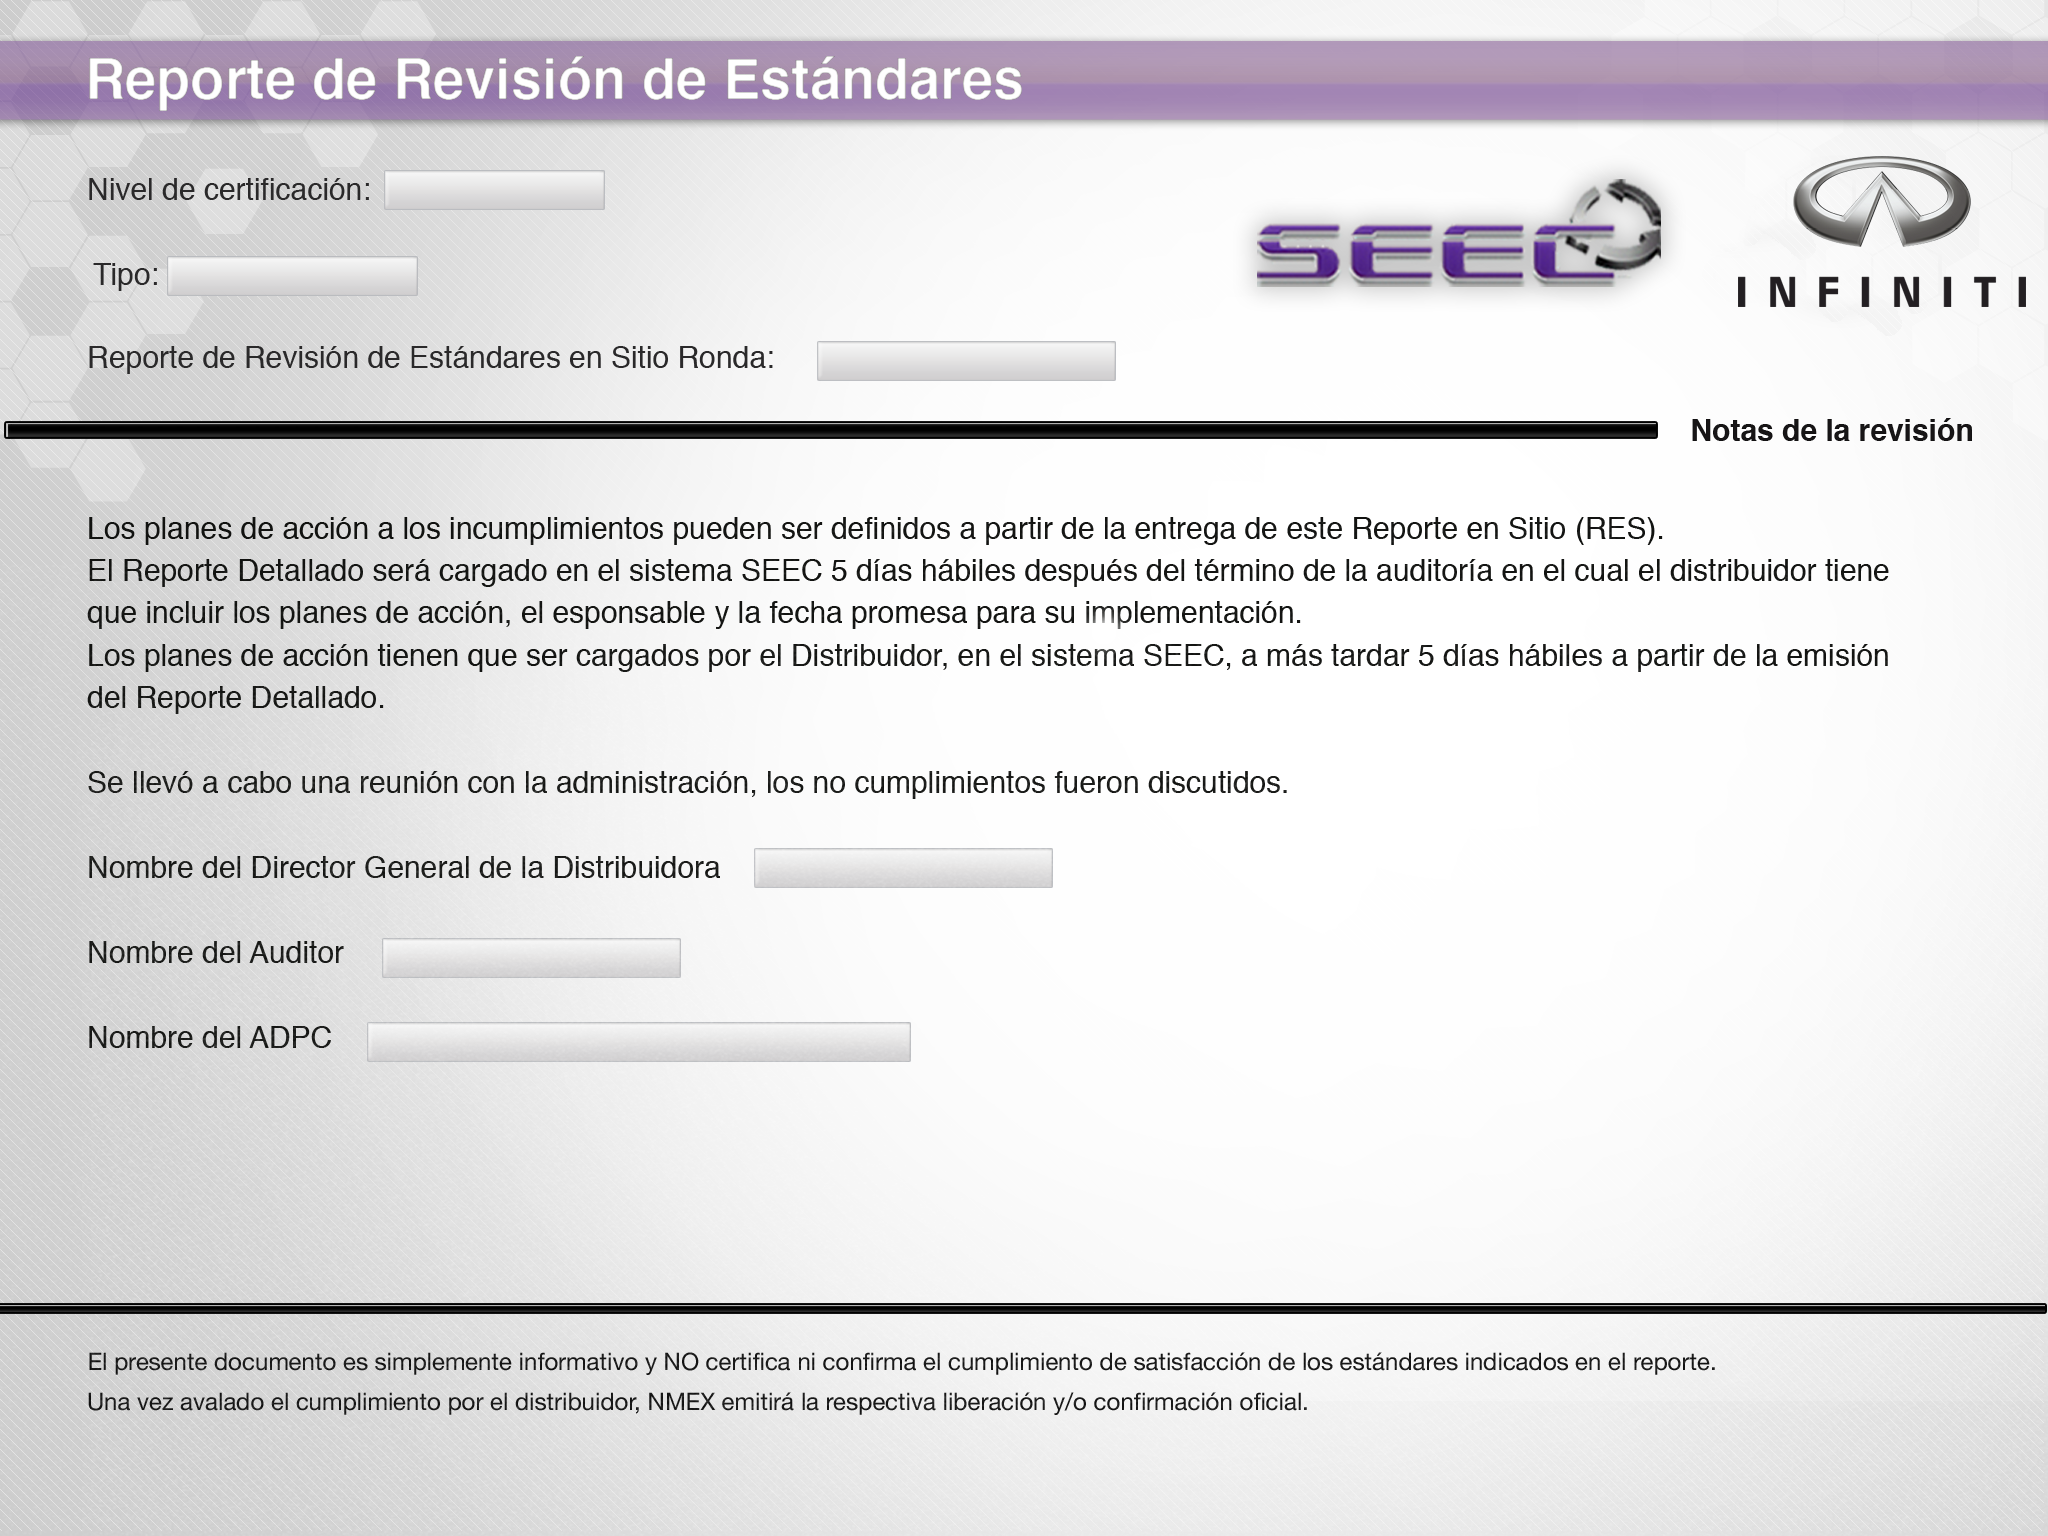 Reporte de Revisión de Estándares
Nivel de certificación:
SEEC
INFINITI
Tipo:
Reporte de Revisión de Estándares en Sitio Ronda:
Notas de la revisión
Los planes de acción a los incumplimientos pueden ser definidos a partir de la entrega de este Reporte en Sitio (RES).
El Reporte Detallado será cargado en el sistema SEEC 5 días hábiles después del término de la auditoría en el cual el distribuidor tiene
que incluir los planes de acción, el esponsable y la fecha promesa para su implementación.
Los planes de acción tienen que ser cargados por el Distribuidor, en el sistema SEEC, a más tardar 5 días hábiles a partir de la emisión
del Reporte Detallado.
Se llevó a cabo una reunión con la administración, los no cumplimientos fueron discutidos.
Nombre del Director General de la Distribuidora
Nombre del Auditor
Nombre del ADPC
El presente documento es simplemente informativo y NO certifica ni confirma el cumplimiento de satisfacción de los estándares indicados en el reporte.
Una vez avalado el cumplimiento por el distribuidor, NMEX emitirá la respectiva liberación y/o confirmación oficial.